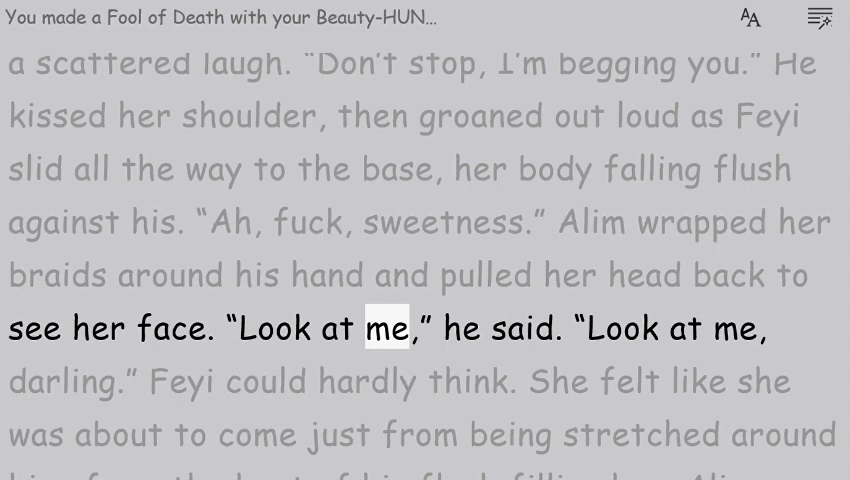 You made a Fool of Death with your Beauty-HUN...
AA
a scattered laugh. “Don’t stop, I’m begging you.” He
kissed her shoulder, then groaned out loud as Feyi
slid all the way to the base, her body falling flush
against his. “Ah, fuck, sweetness.” Alim wrapped her
braids around his hand and pulled her head back to
see her face. “Look at me,” he said. “Look at me,
darling.” Feyi could hardly think. She felt like she
was about to come just from being stretched around